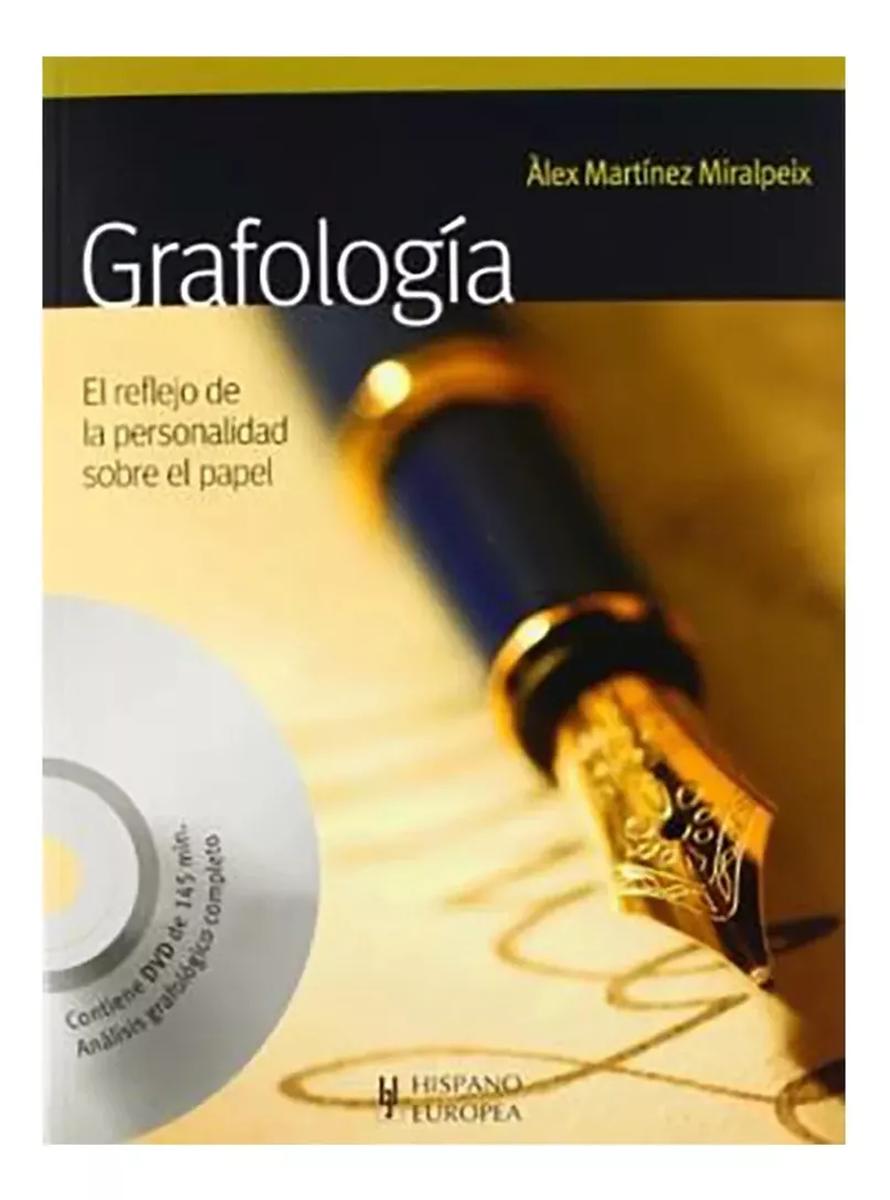 Àlex Martínez Miralpeix
Grafología
El reflejo de
la personalidad
sobre el papel
Contiene DVD de 145 min.
Análisis grafológico completo
HISPANO
EUROPEA